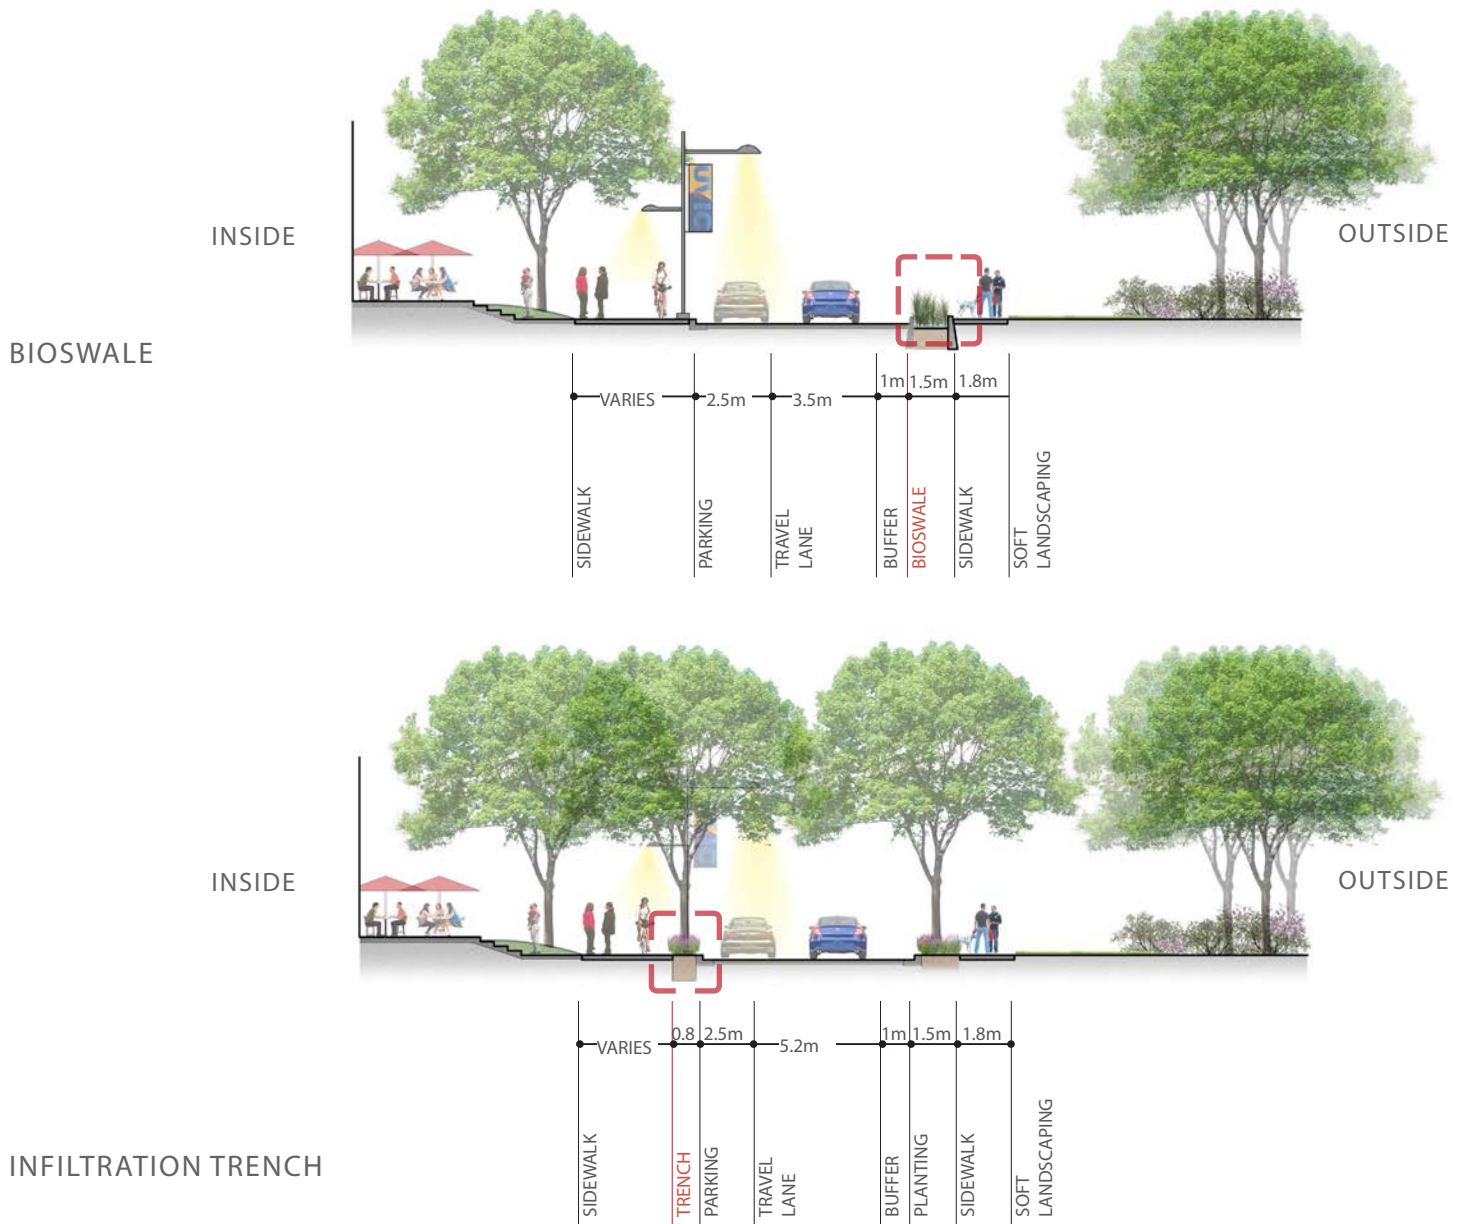 UVIC
INSIDE
OUTSIDE
BIOSWALE
1m
1.5m
1.8m
VARIES
2.5m
3.5m
SIDEWALK
PARKING
TRAVEL
LANE
BUFFER
BIOSWALE
SIDEWALK
SOFT
LANDSCAPING
INSIDE
OUTSIDE
0.8
2.5m
1m
1.5m
1.8m
VARIES
5.2m
INFILTRATION TRENCH
SIDEWALK
TRENCH
PARKING
TRAVEL
LANE
BUFFER
PLANTING
SIDEWALK
SOFT
LANDSCAPING